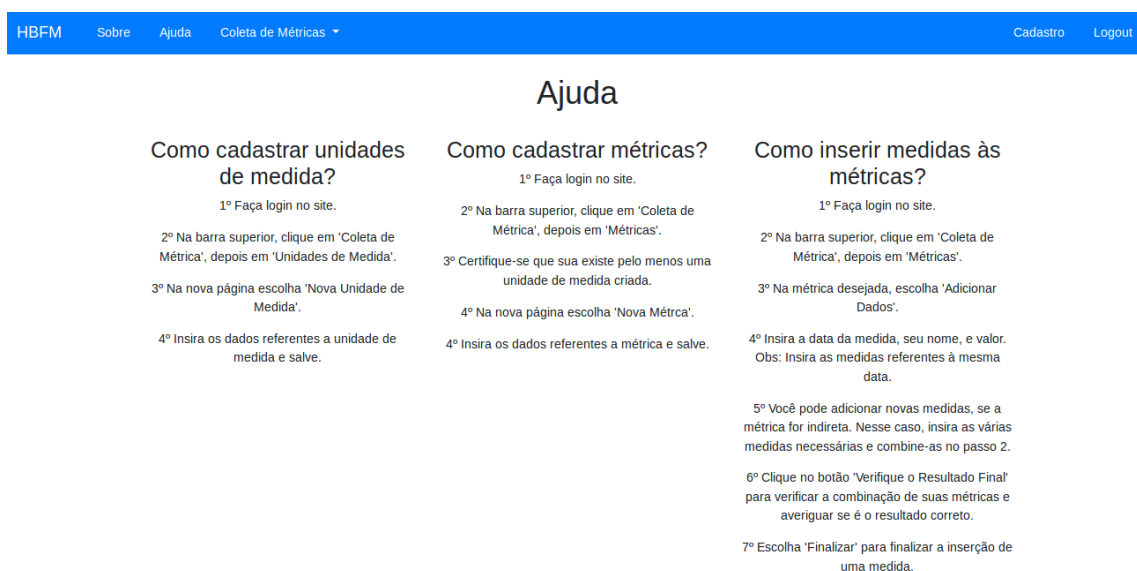 HBFM Sobre Ajuda Coleta de Métricas Cadastro Logout
Ajuda
Como cadastrar unidades
de medida?
1º Faça login no site.
2º Na barra superior, clique em 'Coleta de
Métrica', depois em 'Unidades de Medida'.
3º Na nova página escolha 'Nova Unidade de
Medida'.
4º Insira os dados referentes a unidade de
medida e salve.
Como cadastrar métricas?
1º Faça login no site.
2º Na barra superior, clique em 'Coleta de
Métrica', depois em 'Métricas'.
3º Certifique-se que sua existe pelo menos uma
unidade de medida criada.
4º Na nova página escolha 'Nova Métrca'.
4º Insira os dados referentes a métrica e salve.
Como inserir medidas às
métricas?
1º Faça login no site.
2º Na barra superior, clique em 'Coleta de
Métrica', depois em 'Métricas'.
3º Na métrica desejada, escolha 'Adicionar
Dados'.
4º Insira a data da medida, seu nome, e valor.
Obs: Insira as medidas referentes à mesma
data.
5º Você pode adicionar novas medidas, se a
métrica for indireta. Nesse caso, insira as várias
medidas necessárias e combine-as no passo 2.
6º Clique no botão 'Verifique o Resultado Final'
para verificar a combinação de suas métricas e
averiguar se é o resultado correto.
7º Escolha 'Finalizar' para finalizar a inserção de
uma medida.